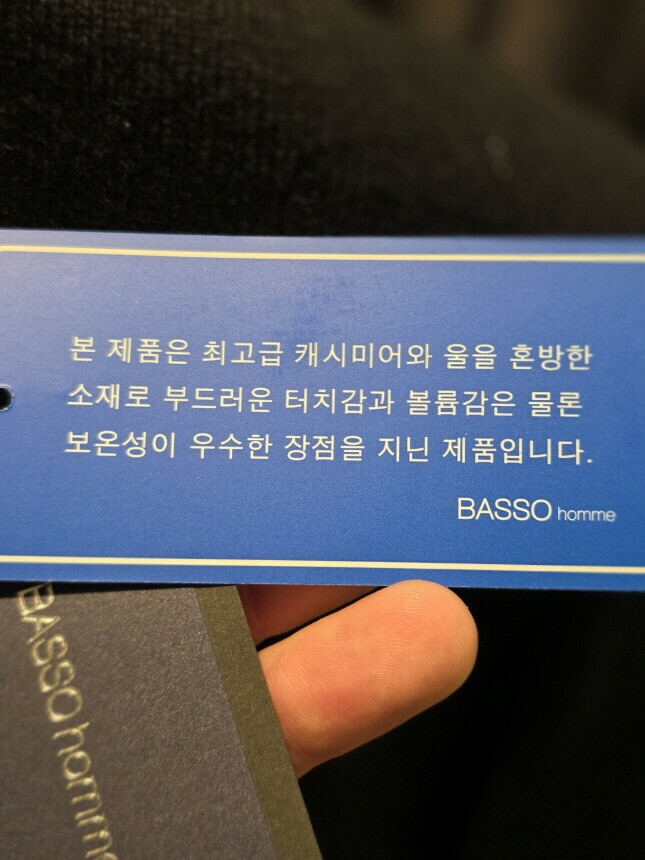 본 제품은 최고급 캐시미어와 울을 혼방한
소재로 부드러운 터치감과 볼륨감은 물론
보온성이 우수한 장점을 지닌 제품입니다.
BASSO homme
BASSO homme